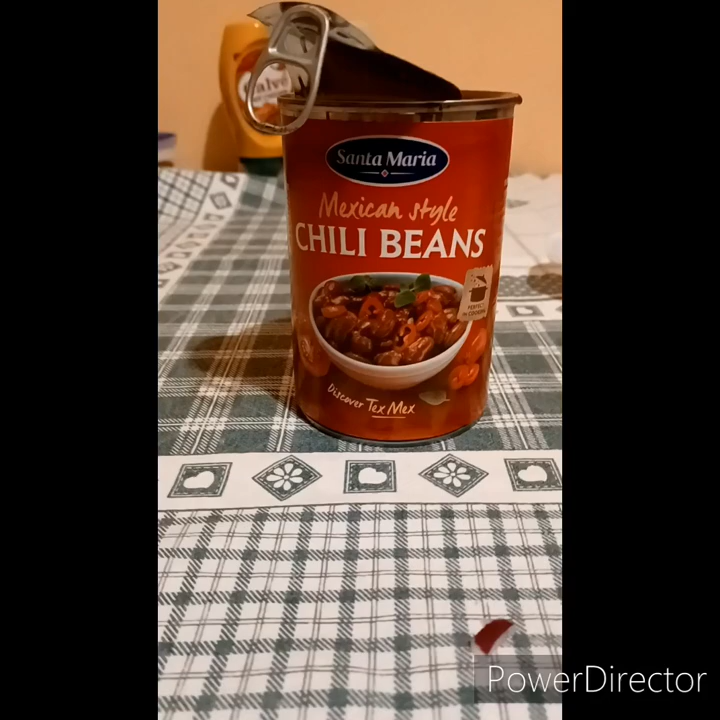 Santa Maria
Mexican style
CHILI BEANS
Discover Tex Mex
PowerDirector